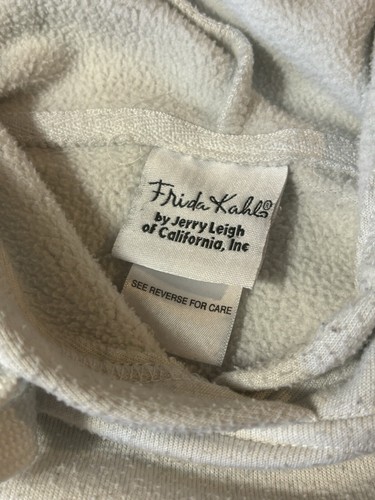 Frida Kahlo®
by Jerry Leigh
of California, Inc
SEE REVERSE FOR CARE